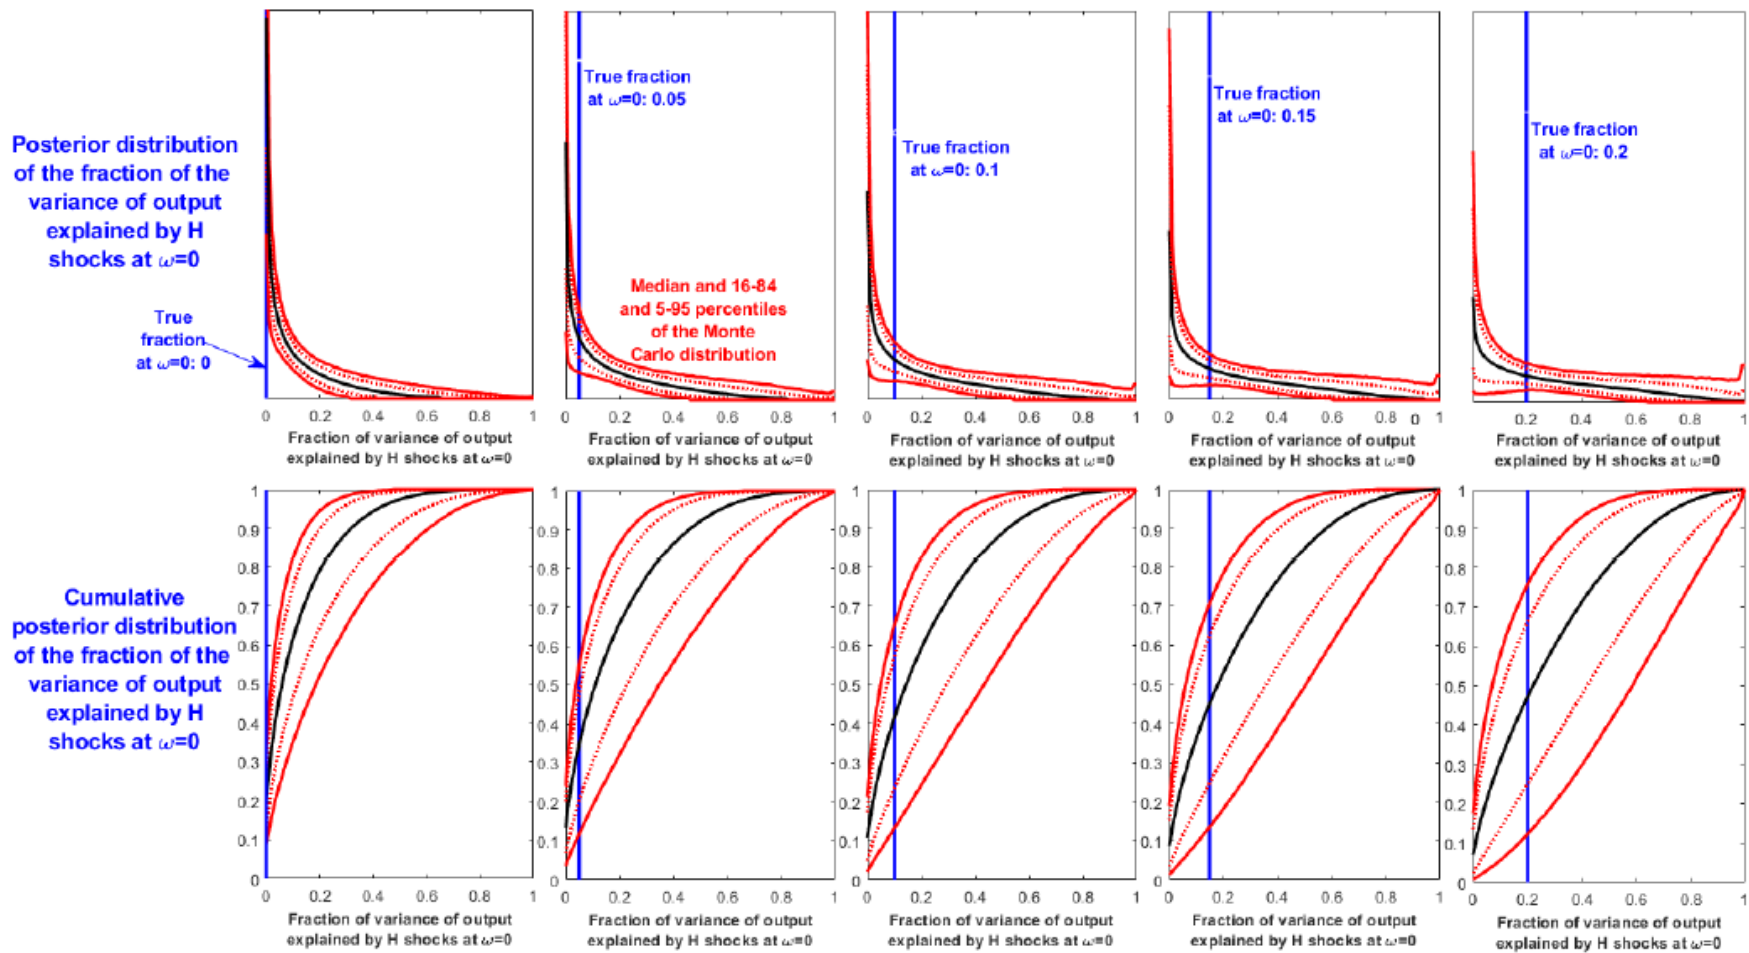 Posterior distribution
of the fraction of the
variance of output
explained by H
shocks at ω=0
True
fraction
at ω=0: 0
True fraction
at ω=0: 0.05
Median and 16-84
and 5-95 percentiles
of the Monte
Carlo distribution
True fraction
at ω=0: 0.1
True fraction
at ω=0: 0.15
True fraction
at ω=0: 0.2
0 0.2 0.4 0.6 0.8 1
Fraction of variance of output
explained by H shocks at ω=0
0 0.2 0.4 0.6 0.8 1
Fraction of variance of output
explained by H shocks at ω=0
0 0.2 0.4 0.6 0.8 1
Fraction of variance of output
explained by H shocks at ω=0
0 0.2 0.4 0.6 0.8 0 1
Fraction of variance of output
explained by H shocks at ω=0
0 0.2 0.4 0.6 0.8 1
Fraction of variance of output
explained by H shocks at ω=0
Cumulative
posterior distribution
of the fraction of the
variance of output
explained by H
shocks at ω=0
1
0.9
0.8
0.7
0.6
0.5
0.4
0.3
0.2
0.1
0
0 0.2 0.4 0.6 0.8 1
Fraction of variance of output
explained by H shocks at ω=0
1
0.9
0.8
0.7
0.6
0.5
0.4
0.3
0.2
0.1
0
0 0.2 0.4 0.6 0.8 1
Fraction of variance of output
explained by H shocks at ω=0
1
0.9
0.8
0.7
0.6
0.5
0.4
0.3
0.2
0.1
0
0 0.2 0.4 0.6 0.8 1
Fraction of variance of output
explained by H shocks at ω=0
1
0.9
0.8
0.7
0.6
0.5
0.4
0.3
0.2
0.1
0
0 0.2 0.4 0.6 0.8 1
Fraction of variance of output
explained by H shocks at ω=0
1
0.9
0.8
0.7
0.6
0.5
0.4
0.3
0.2
0.1
0
0 0.2 0.4 0.6 0.8 1
Fraction of variance of output
explained by H shocks at ω=0